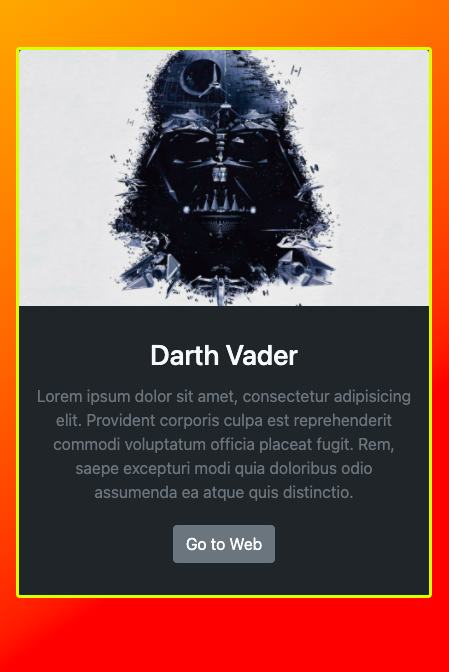 Darth Vader
Lorem ipsum dolor sit amet, consectetur adipisicing
elit. Provident corporis culpa est reprehenderit
commodi voluptatum officia placeat fugit. Rem,
saepe excepturi modi quia doloribus odio
assumenda ea atque quis distinctio.
Go to Web